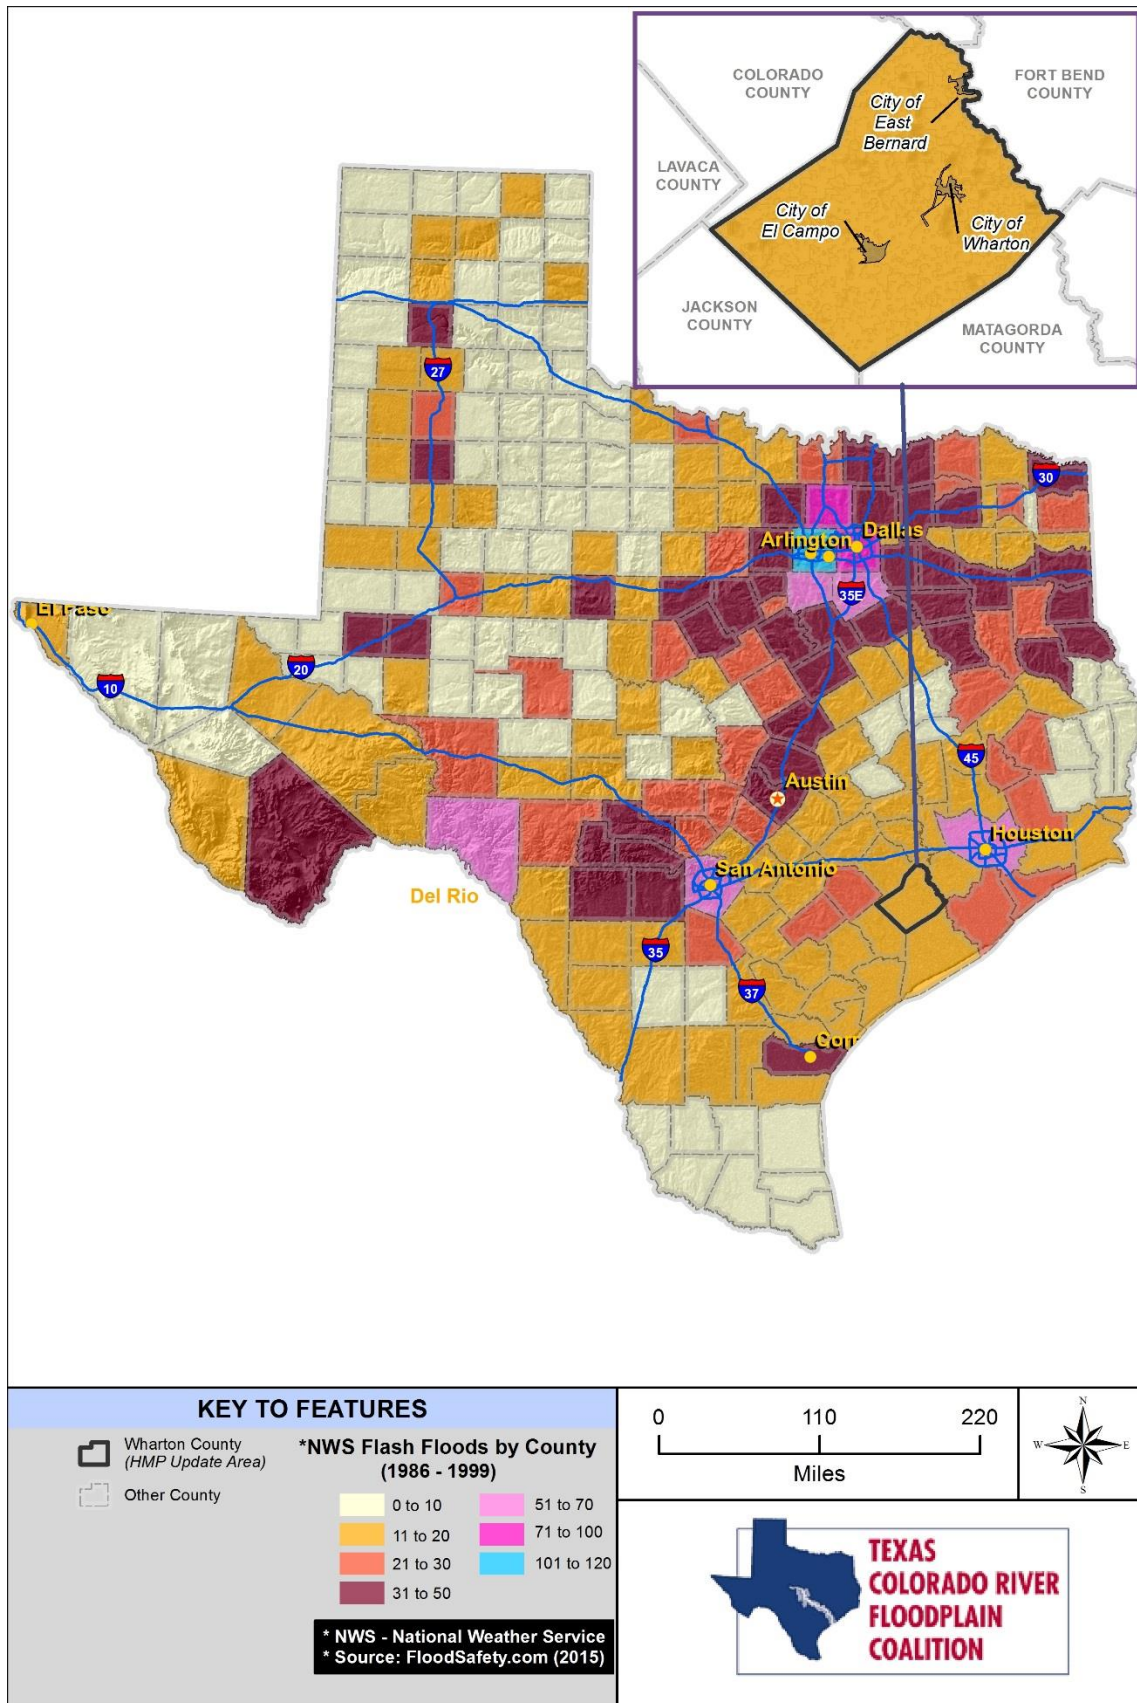 COLORADO
COUNTY
FORT BEND
COUNTY
City of
East
Bernard
LAVACA
COUNTY
City of
El Campo
City of
Wharton
JACKSON
COUNTY
MATAGORDA
COUNTY
27
30
Arlington
Dallas
35E
El Paso
20
10
45
Austin
Houston
San Antonio
Del Rio
35
37
Corp
KEY TO FEATURES
Wharton County
(HMP Update Area)
Other County
*NWS Flash Floods by County
(1986 - 1999)
0 to 10
11 to 20
21 to 30
31 to 50
51 to 70
71 to 100
101 to 120
* NWS - National Weather Service
* Source: FloodSafety.com (2015)
0 110 220
Miles
N
W E
S
TEXAS
COLORADO RIVER
FLOODPLAIN
COALITION